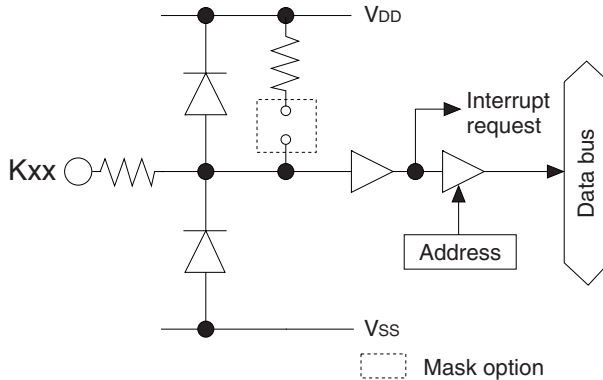 VDD
Interrupt
request
Kxx
Data bus
Address
VSS
Mask option